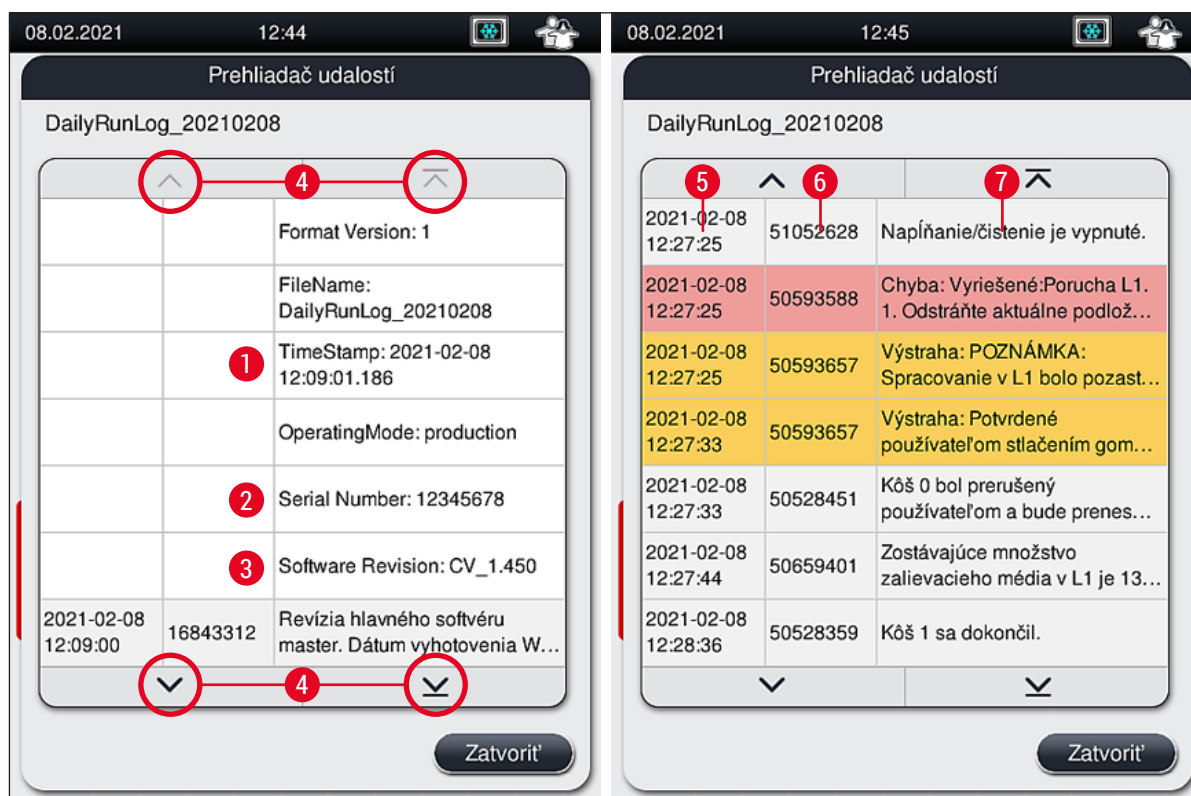 08.02.2021 12:44
Prehliadač udalostí
DailyRunLog_20210208
4
Format Version: 1
FileName:
DailyRunLog_20210208
1
TimeStamp: 2021-02-08
12:09:01.186
OperatingMode: production
2
Serial Number: 12345678
3
Software Revision: CV_1.450
2021-02-08
12:09:00
16843312
Revízia hlavného softvéru
master. Dátum vyhotovenia W...
4
Zatvoriť
08.02.2021 12:45
Prehliadač udalostí
DailyRunLog_20210208
5 6 7
2021-02-08
12:27:25
51052628
Napĺňanie/čistenie je vypnuté.
2021-02-08
12:27:25
50593588
Chyba: Vyriešené:Porucha L1.
1. Odstráňte aktuálne podlož...
2021-02-08
12:27:25
50593657
Výstraha: POZNÁMKA:
Spracovanie v L1 bolo pozast...
2021-02-08
12:27:33
50593657
Výstraha: Potvrdené
používateľom stlačením gom...
2021-02-08
12:27:33
50528451
Kôš 0 bol prerušený
používateľom a bude prenes...
2021-02-08
12:27:44
50659401
Zostávajúce množstvo
zalievacieho média v L1 je 13...
2021-02-08
12:28:36
50528359
Kôš 1 sa dokončil.
Zatvoriť